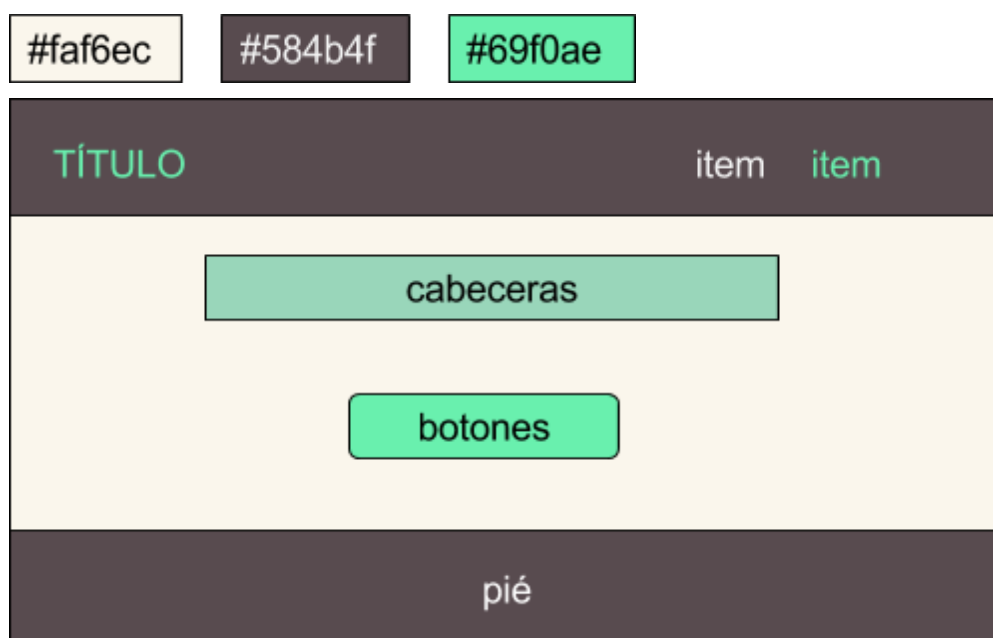 #faf6ec #584b4f #69f0ae
TÍTULO item item
cabeceras
botones
pié